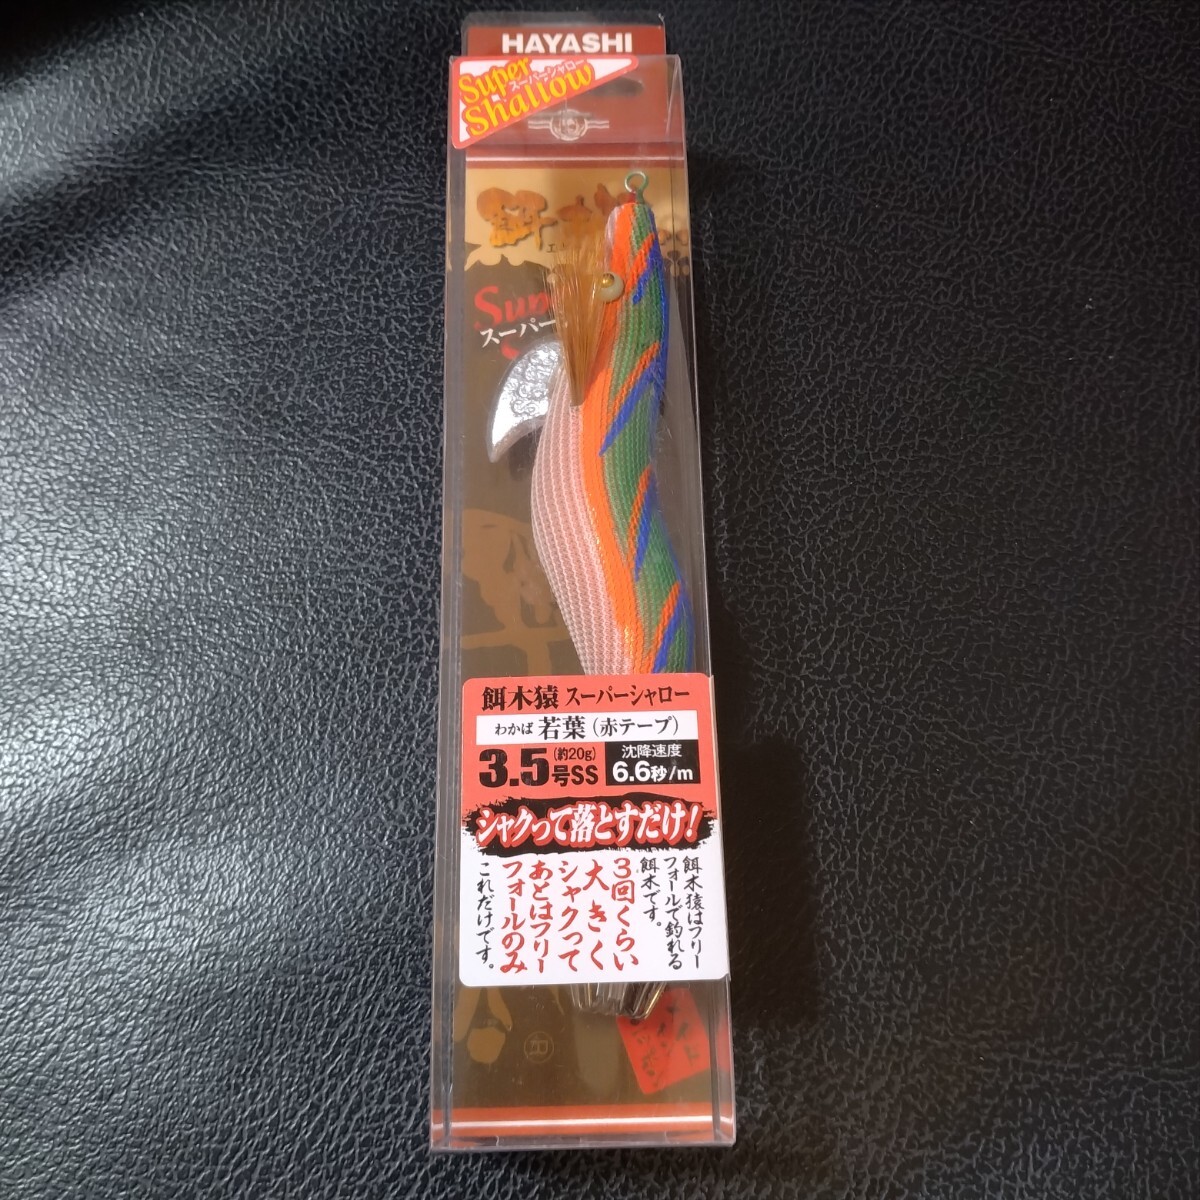 HAYASHI
Super
スーパーシャロー
Shallow
スーパー
餌木猿 スーパーシャロー
わかば 若葉(赤テープ)
3.5号SS (約20g)
沈降速度
6.6秒/m
シャクって落とすだけ!
餌木猿はフリー
フォールで釣れる
餌木です。
3回くらい
大きく
シャクって
あとはフリー
フォールのみ
これだけです。